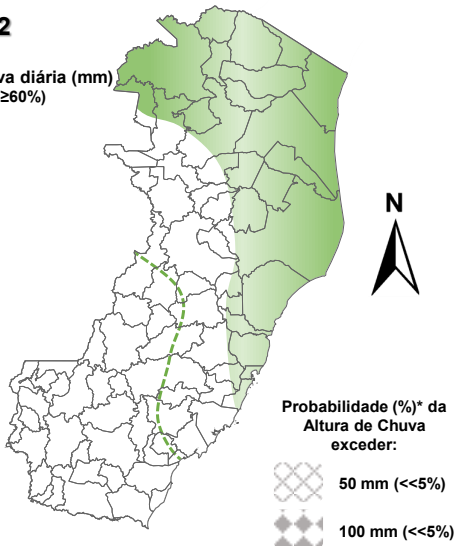 2
va diária (mm)
≥60%)
N
Probabilidade (%)* da
Altura de Chuva
exceder:
50 mm (<<5%)
100 mm (<<5%)